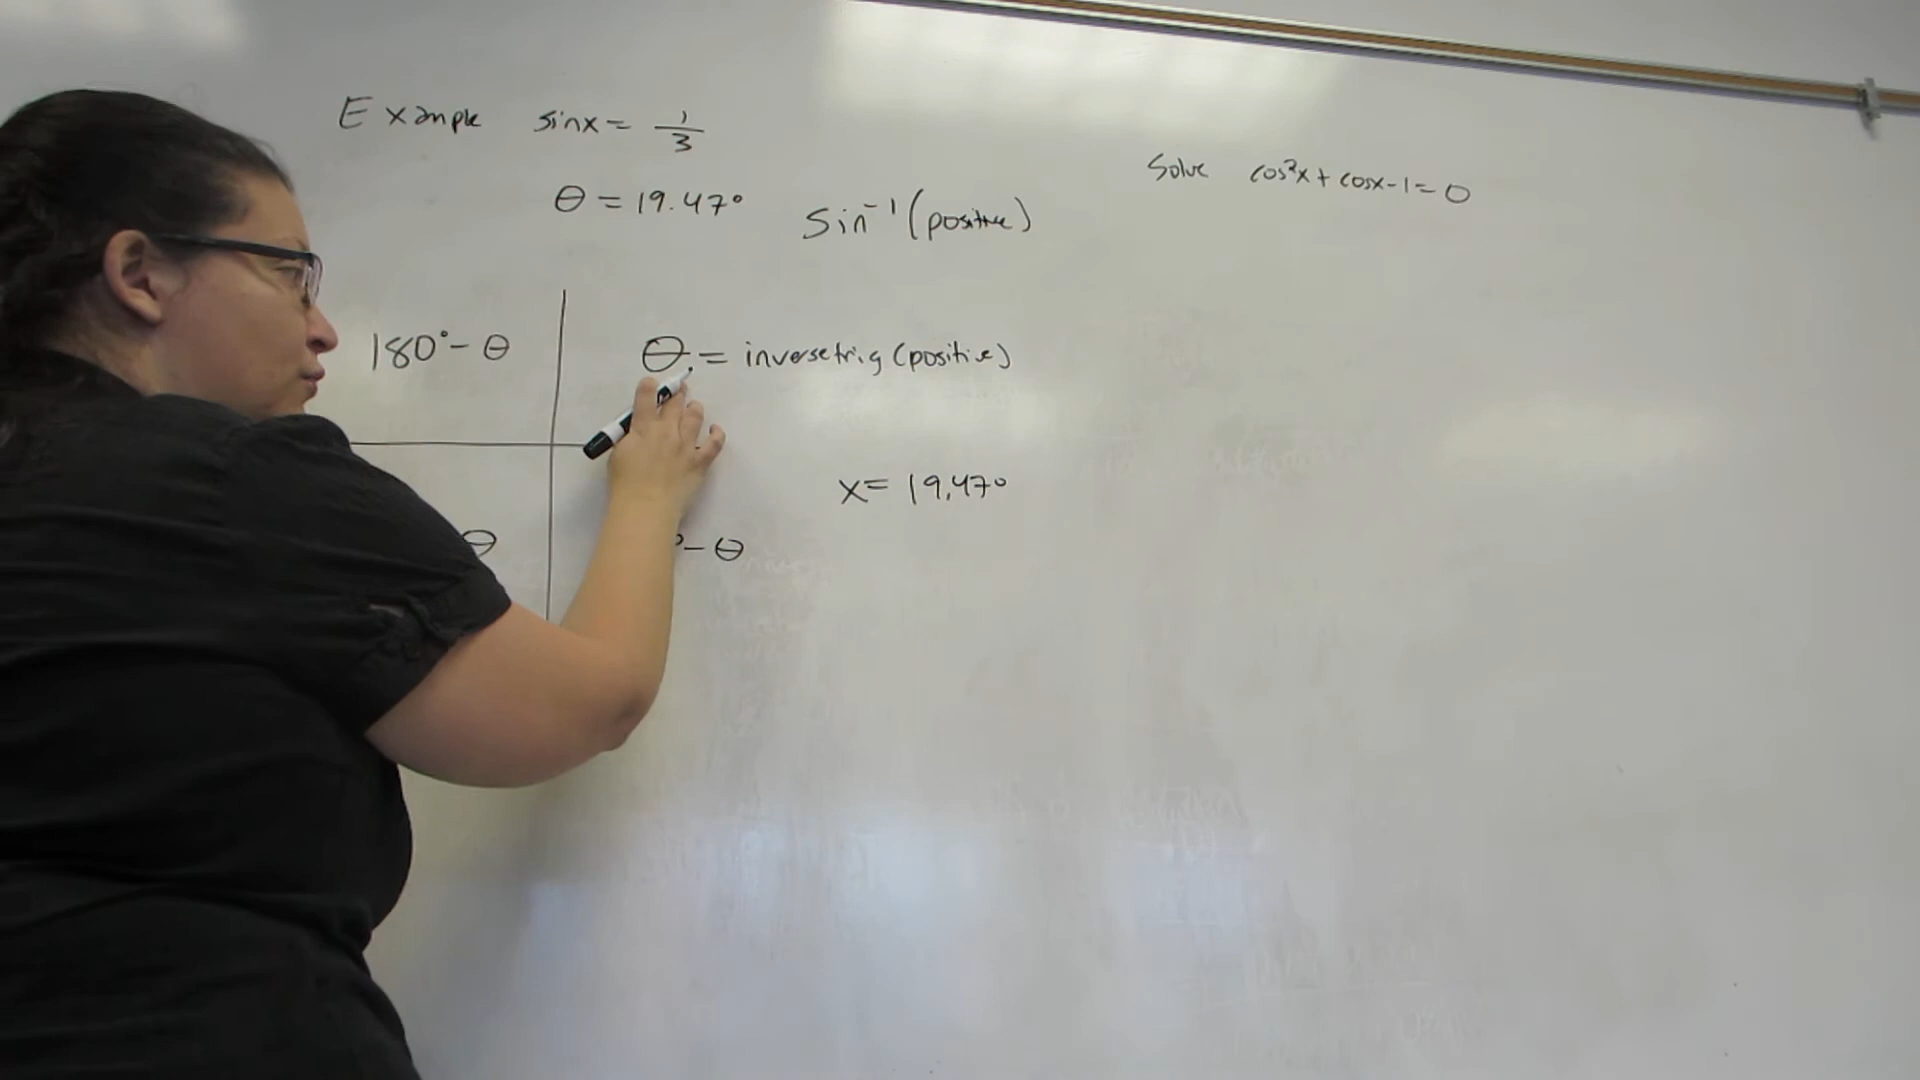 Example sinx = 1/3
θ = 19.47°
sin⁻¹(positive)
Solve cos²x + cosx - 1 = 0
180° - θ
θ = inversetrig (positive)
x = 19.47°
θ
° - θ